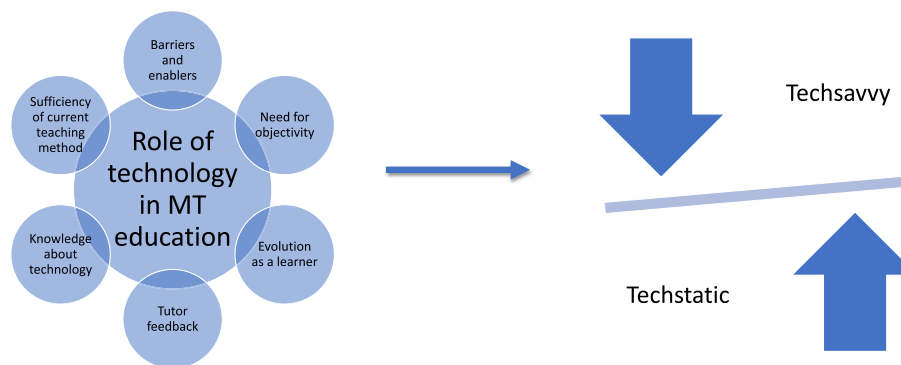 Barriers
and
enablers
Need for
objectivity
Evolution
as a learner
Tutor
feedback
Knowledge
about
technology
Sufficiency
of current
teaching
method
Role of
technology
in MT
education
Techsavvy
Techstatic